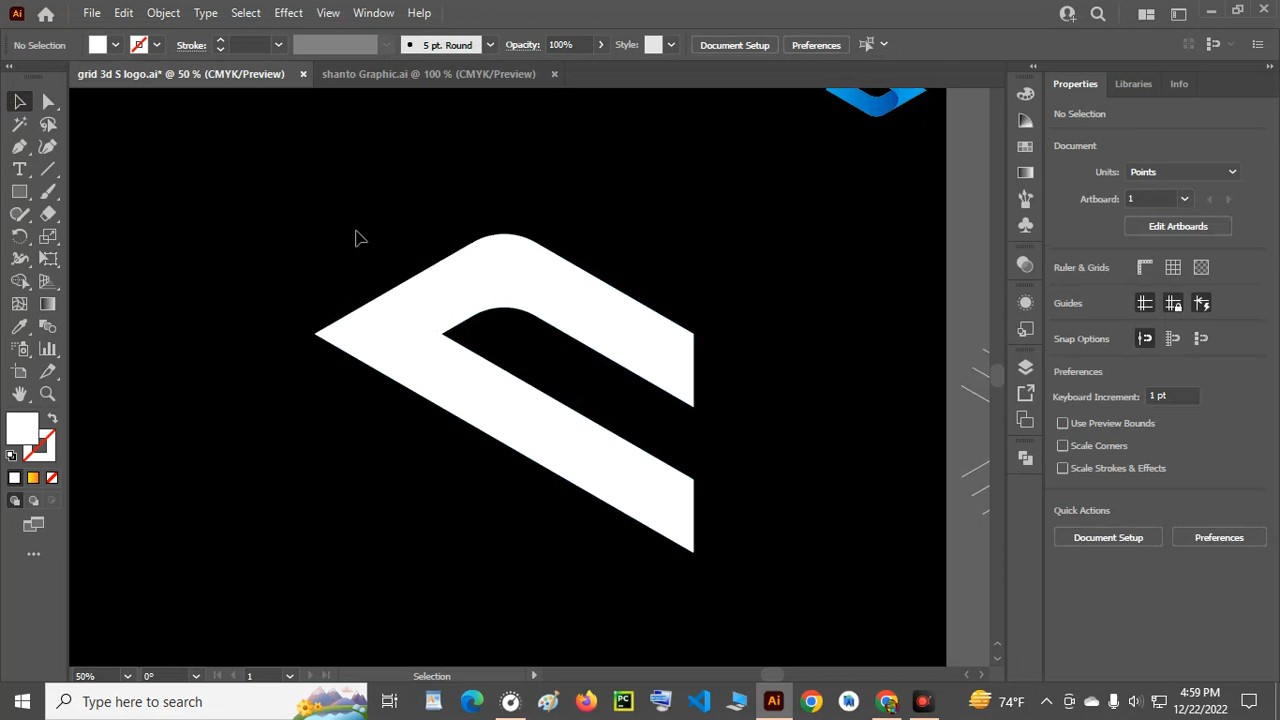 Ai File Edit Object Type Select Effect View Window Help
No Selection Stroke: 5 pt. Round Opacity: 100% Style: Document Setup Preferences
grid 3d S logo.ai* @ 50 % (CMYK/Preview) × shanto Graphic.ai @ 100 % (CMYK/Preview) ×
Properties Libraries Info
No Selection
Document
Units: Points
Artboard: 1
Edit Artboards
Ruler & Grids
Guides
Snap Options
Preferences
Keyboard Increment: 1 pt
Use Preview Bounds
Scale Corners
Scale Strokes & Effects
Quick Actions
Document Setup Preferences
50% 0° 1 Selection
Type here to search
PC Ai 74°F 4:59 PM
12/22/2022